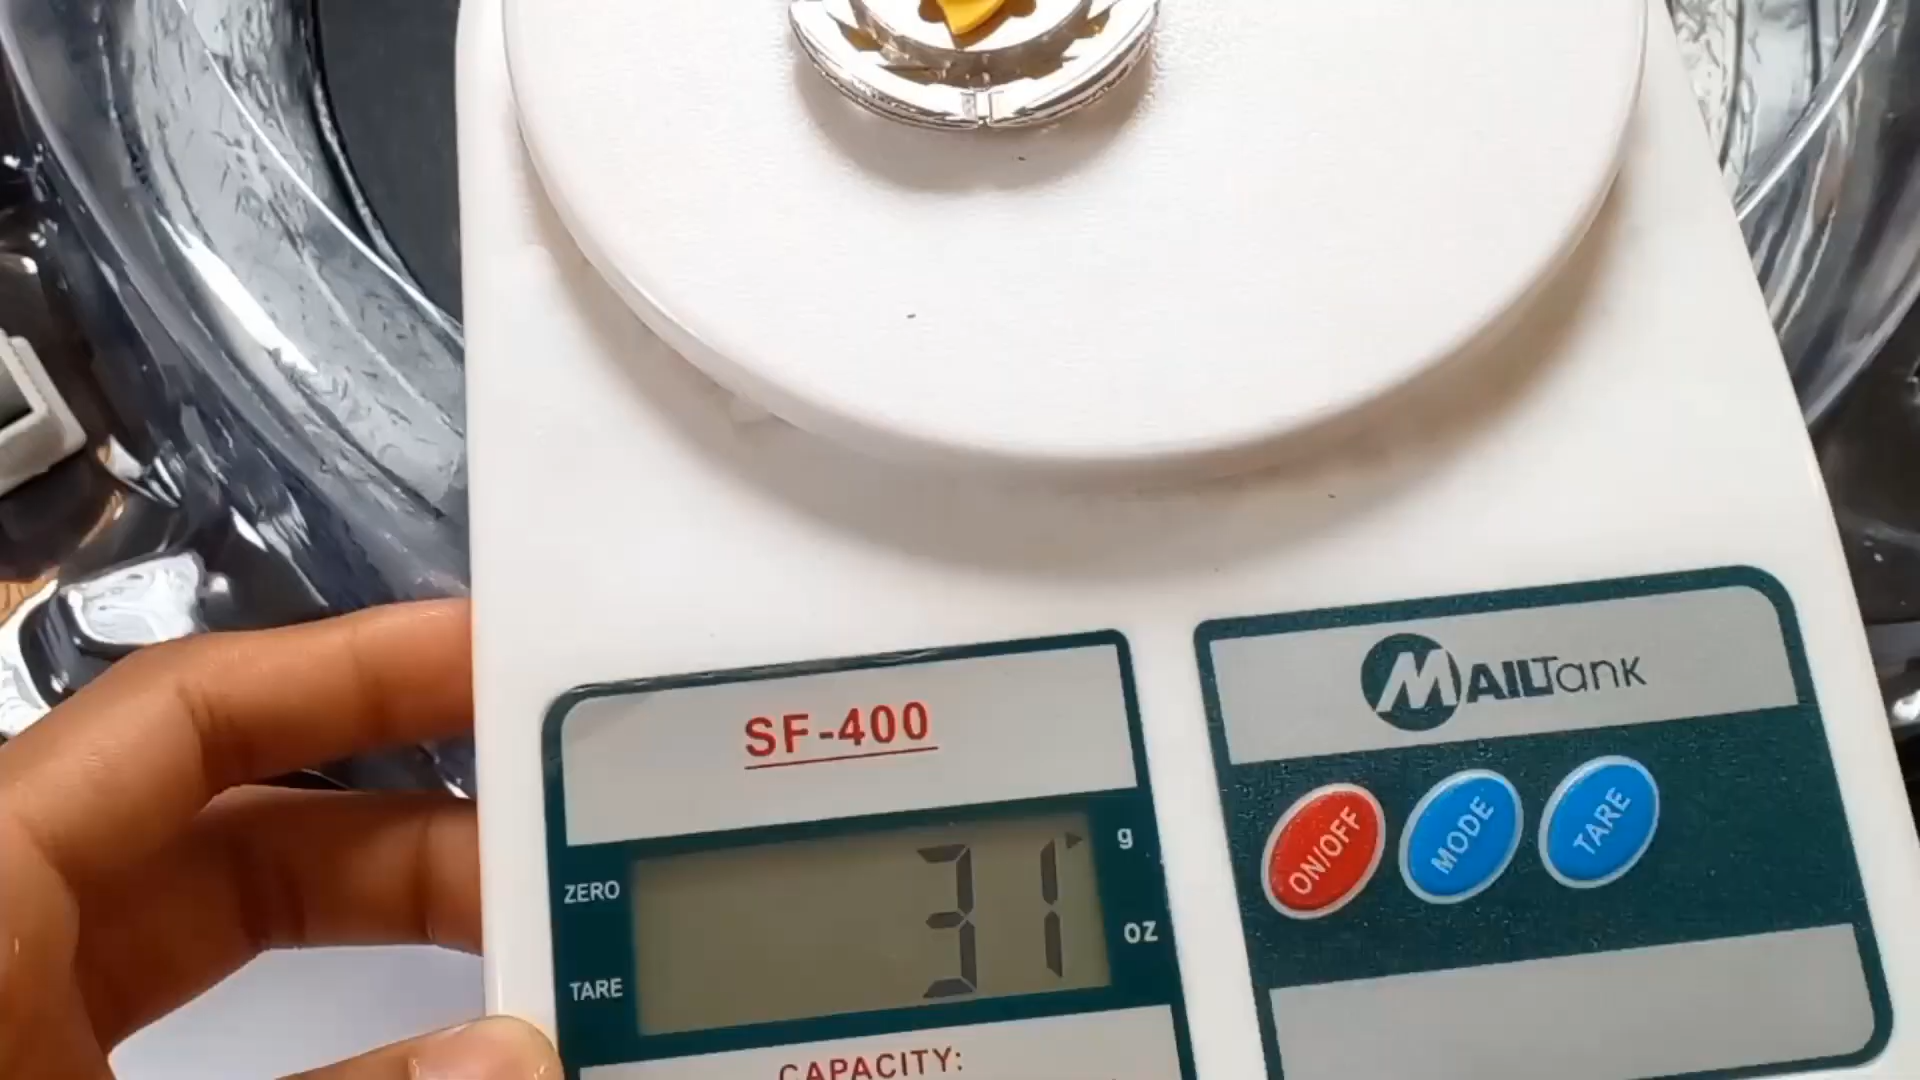 SF-400
ZERO
TARE
31
g
oz
CAPACITY:
MAILTank
ON/OFF
MODE
TARE